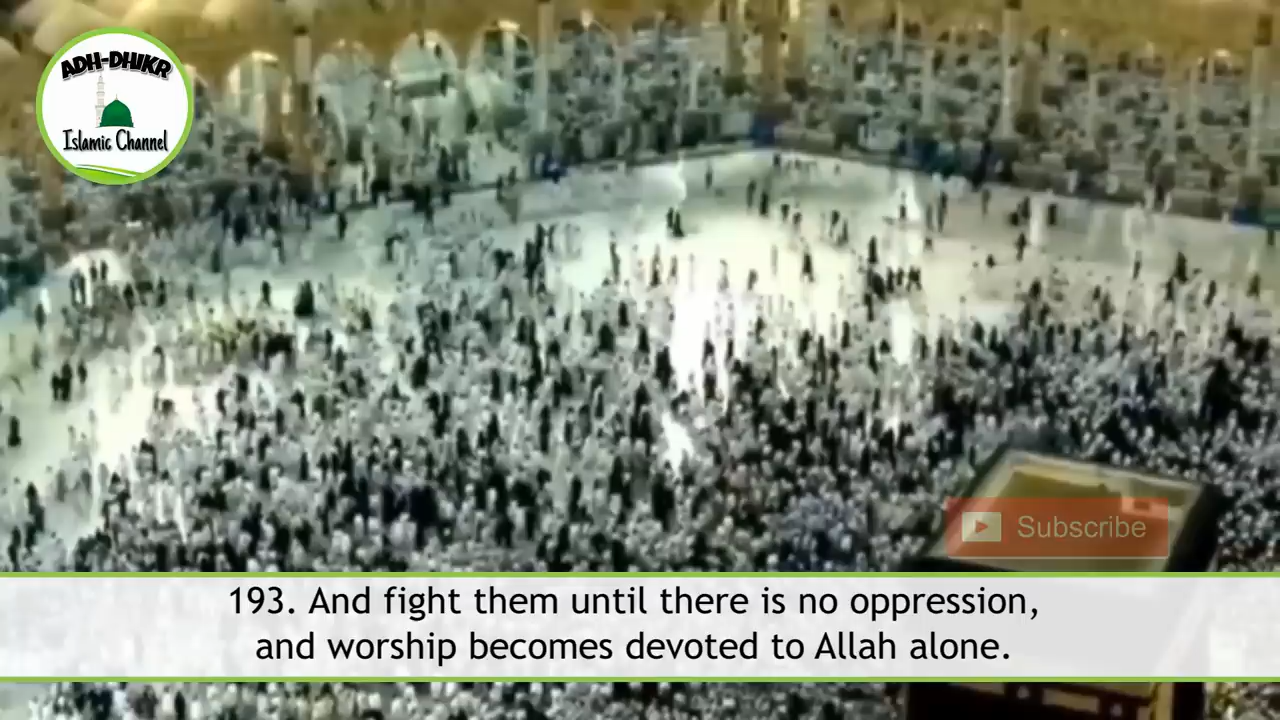 ADH-DHIKR
Islamic Channel
Subscribe
193. And fight them until there is no oppression,
and worship becomes devoted to Allah alone.